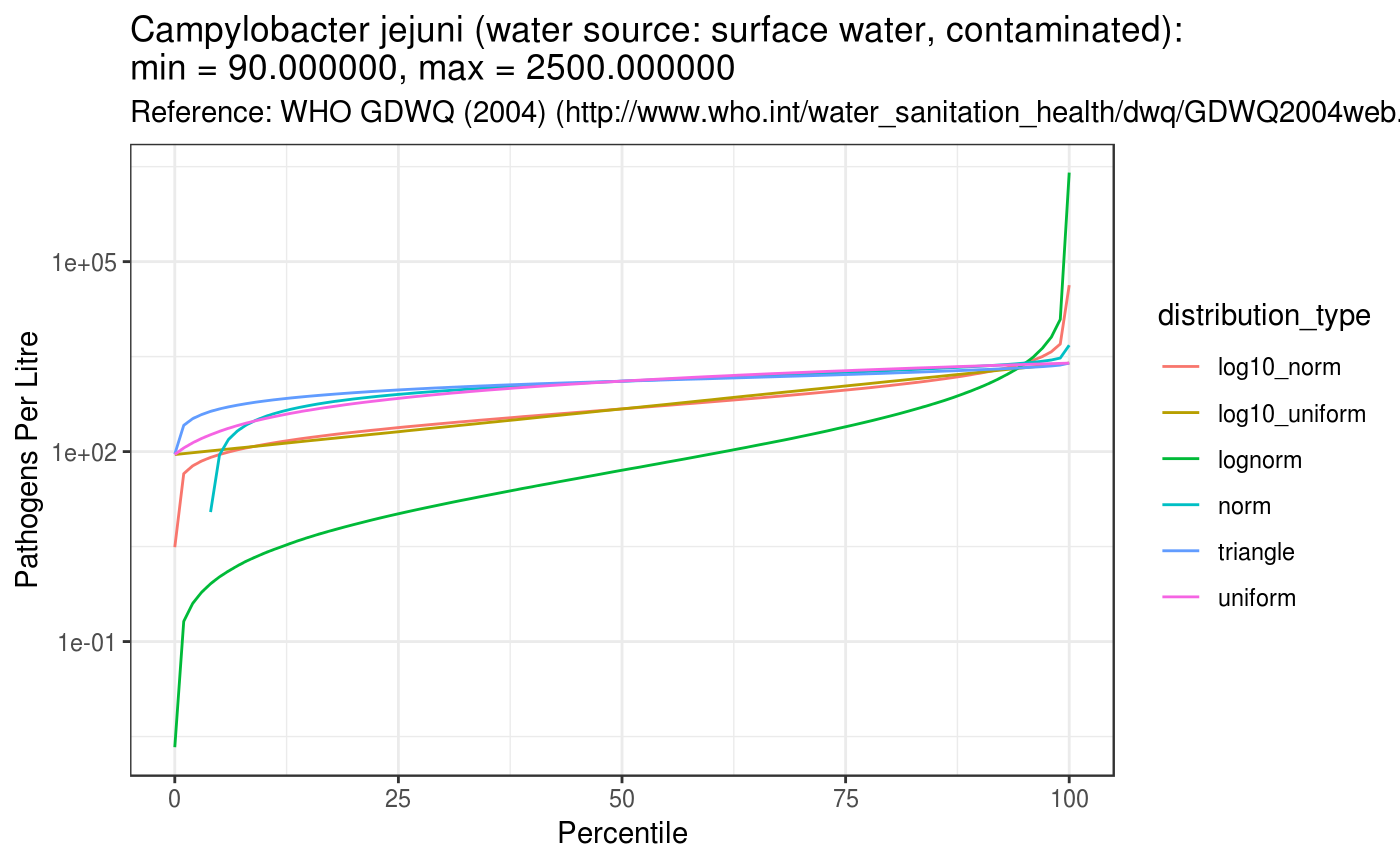 Campylobacter jejuni (water source: surface water, contaminated):
min = 90.000000, max = 2500.000000
Reference: WHO GDWQ (2004) (http://www.who.int/water_sanitation_health/dwq/GDWQ2004web.
Pathogens Per Litre
1e+05
1e+02
1e-01
0 25 50 75 100
Percentile
distribution_type
log10_norm
log10_uniform
lognorm
norm
triangle
uniform